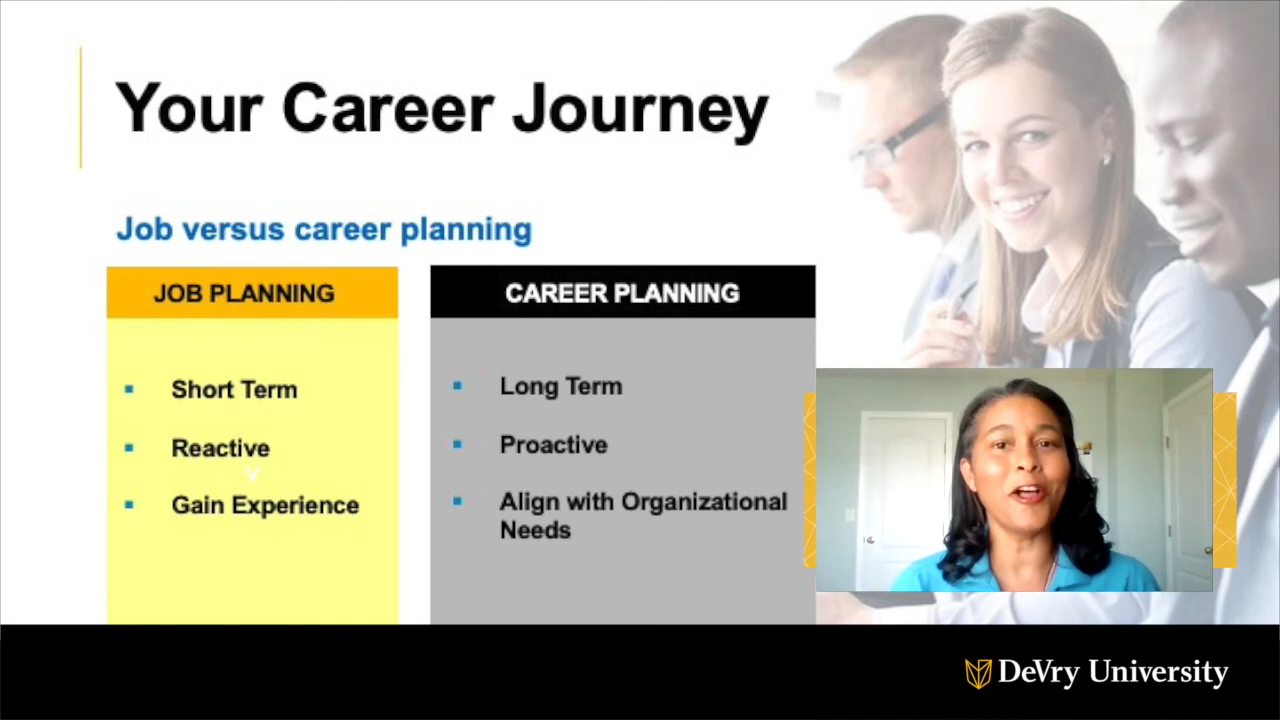 Your Career Journey
Job versus career planning
JOB PLANNING
Short Term
Reactive
Gain Experience
CAREER PLANNING
Long Term
Proactive
Align with Organizational
Needs
DeVry University